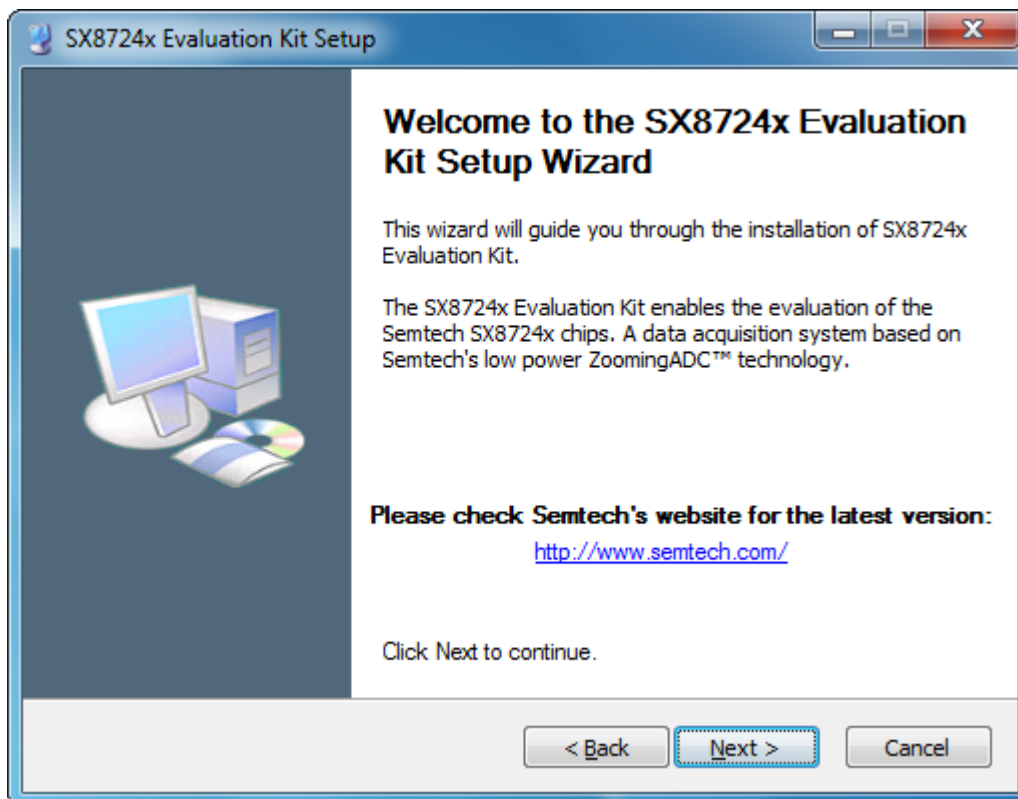 SX8724x Evaluation Kit Setup
Welcome to the SX8724x Evaluation
Kit Setup Wizard
This wizard will guide you through the installation of SX8724x
Evaluation Kit.
The SX8724x Evaluation Kit enables the evaluation of the
Semtech SX8724x chips. A data acquisition system based on
Semtech's low power ZoomingADC™ technology.
Please check Semtech's website for the latest version:
http://www.semtech.com/
Click Next to continue.
< Back
Next >
Cancel